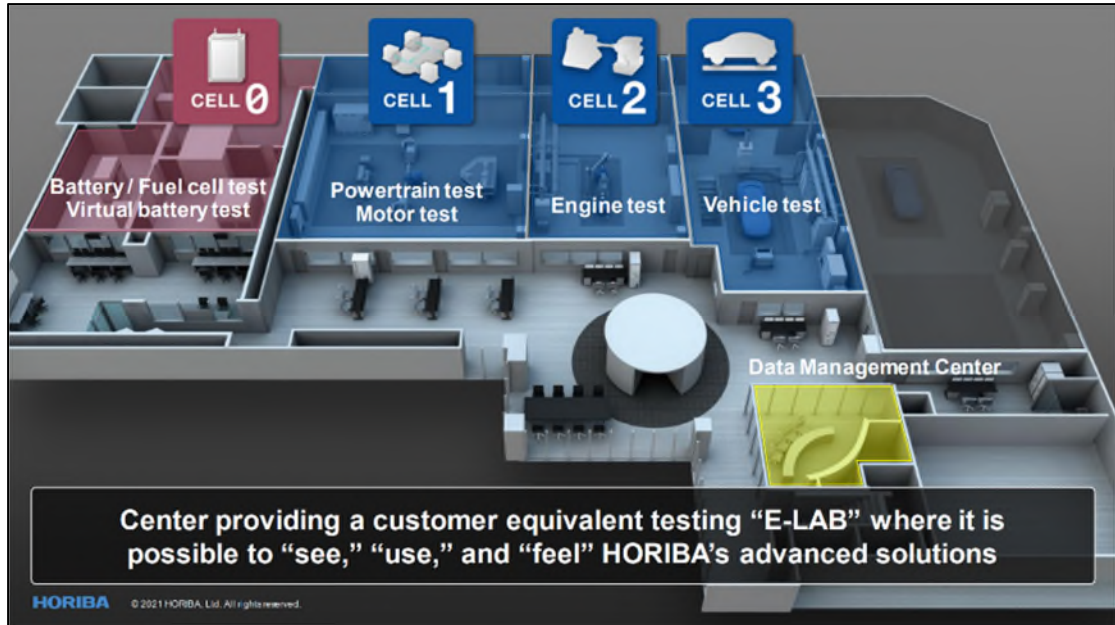 CELL 0
CELL 1
CELL 2
CELL 3
Battery / Fuel cell test
Virtual battery test
Powertrain test
Motor test
Engine test
Vehicle test
Data Management Center
Center providing a customer equivalent testing “E-LAB” where it is
possible to “see,” “use,” and “feel” HORIBA’s advanced solutions
HORIBA © 2021 HORIBA, Ltd. All rights reserved.